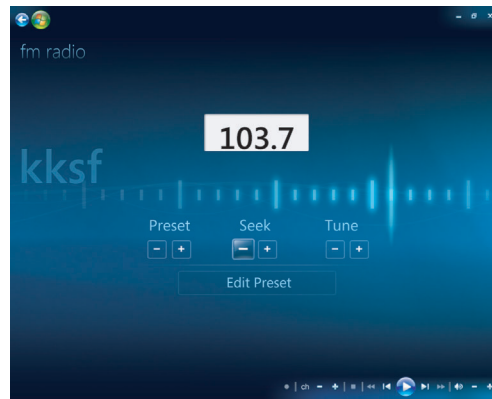 fm radio
103.7
kksf
Preset Seek Tune
− + − + − +
Edit Preset
ch − + − +